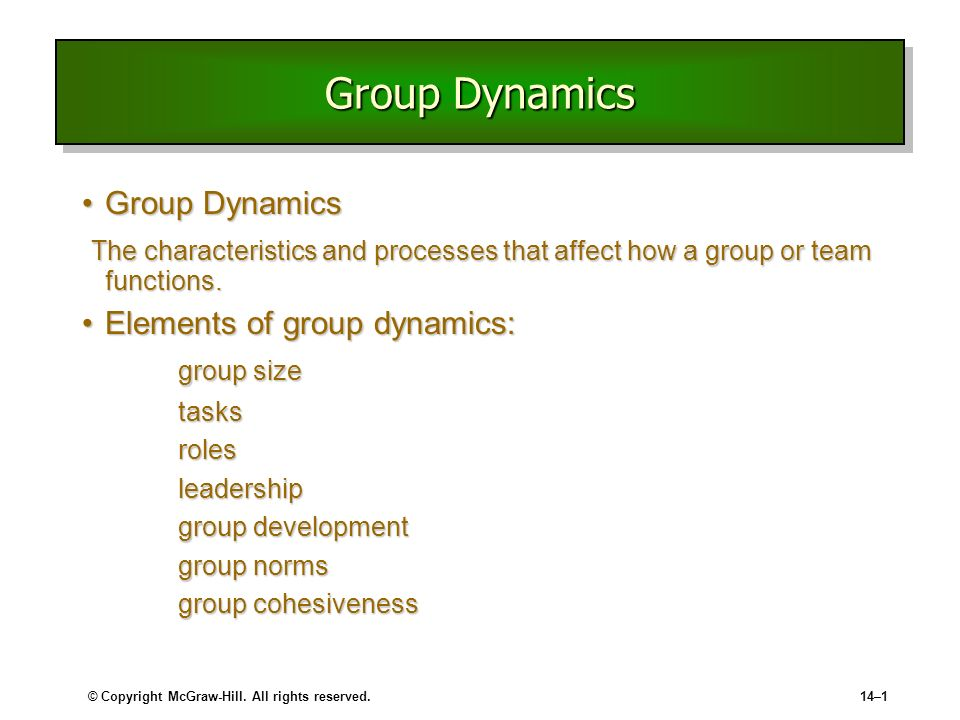 Group Dynamics
• Group Dynamics
The characteristics and processes that affect how a group or team
functions.
• Elements of group dynamics:
group size
tasks
roles
leadership
group development
group norms
group cohesiveness
© Copyright McGraw-Hill. All rights reserved. 14–1